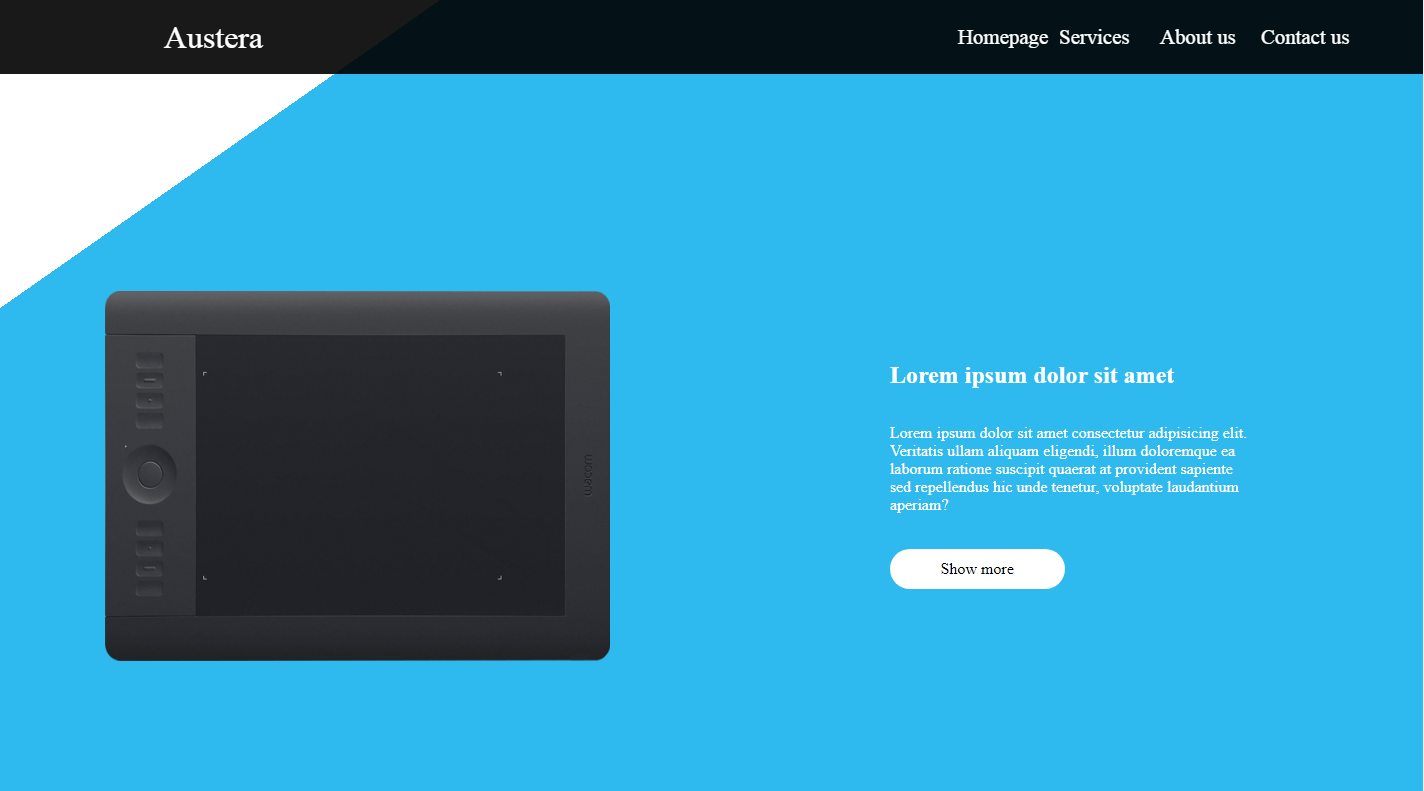 Austera
Homepage Services About us Contact us
wacom
Lorem ipsum dolor sit amet
Lorem ipsum dolor sit amet consectetur adipisicing elit.
Veritatis ullam aliquam eligendi, illum doloremque ea
laborum ratione suscipit quaerat at provident sapiente
sed repellendus hic unde tenetur, voluptate laudantium
aperiam?
Show more